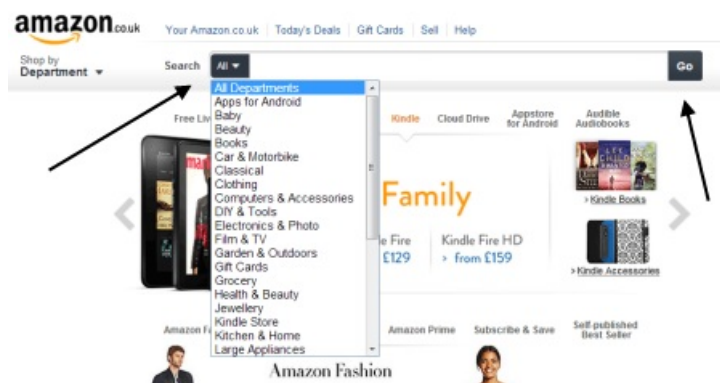 amazon.co.uk
Your Amazon.co.uk Today's Deals Gift Cards Sell Help
Shop by
Department
Search All Go
All Departments
Apps for Android
Baby
Beauty
Books
Car & Motorbike
Classical
Clothing
Computers & Accessories
DIY & Tools
Electronics & Photo
Film & TV
Garden & Outdoors
Gift Cards
Grocery
Health & Beauty
Jewellery
Kindle Store
Kitchen & Home
Large Appliances
Free Kindle Cloud Drive Appstore
for Android Audible
Audiobooks
Family
Fire Kindle Fire HD
£129 > from £159
LEE
CHILD
> Kindle Books
> Kindle Accessories
Amazon Amazon Prime Subscribe & Save Self-published
Best Seller
Amazon Fashion